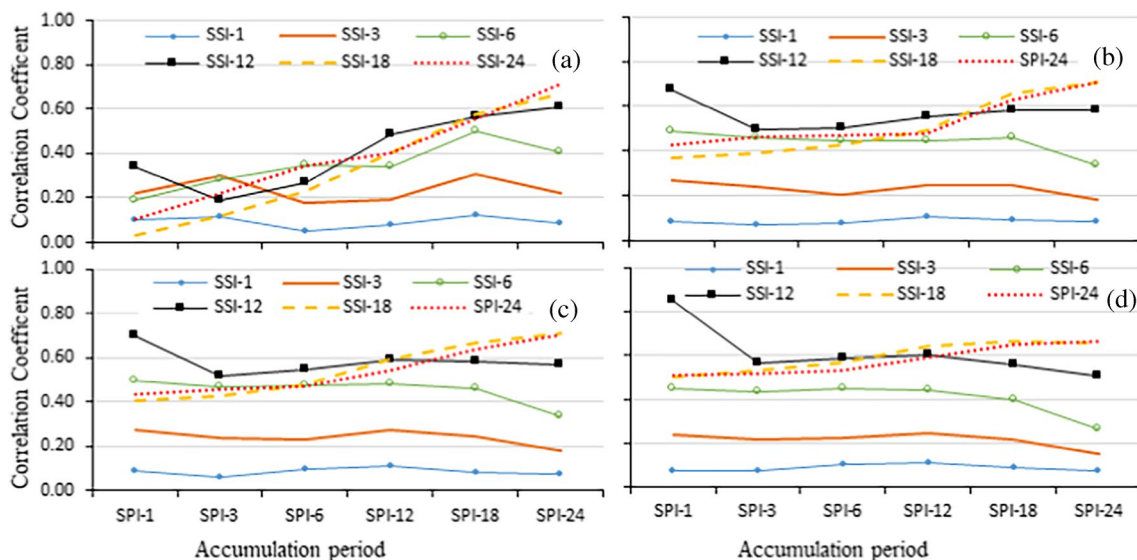 1.00
0.80
0.60
0.40
0.20
0.00
Correlation Coefficent
SSI-1 SSI-3 SSI-6
SSI-12 SSI-18 SSI-24
(a)
SSI-1 SSI-3 SSI-6
SSI-12 SSI-18 SPI-24
(b)
1.00
0.80
0.60
0.40
0.20
0.00
Correlation Coefficent
SSI-1 SSI-3 SSI-6
SSI-12 SSI-18 SPI-24
(c)
SPI-1 SPI-3 SPI-6 SPI-12 SPI-18 SPI-24
Accumulation period
SSI-1 SSI-3 SSI-6
SSI-12 SSI-18 SPI-24
(d)
SPI-1 SPI-3 SPI-6 SPI-12 SPI-18 SPI-24
Accumulation period